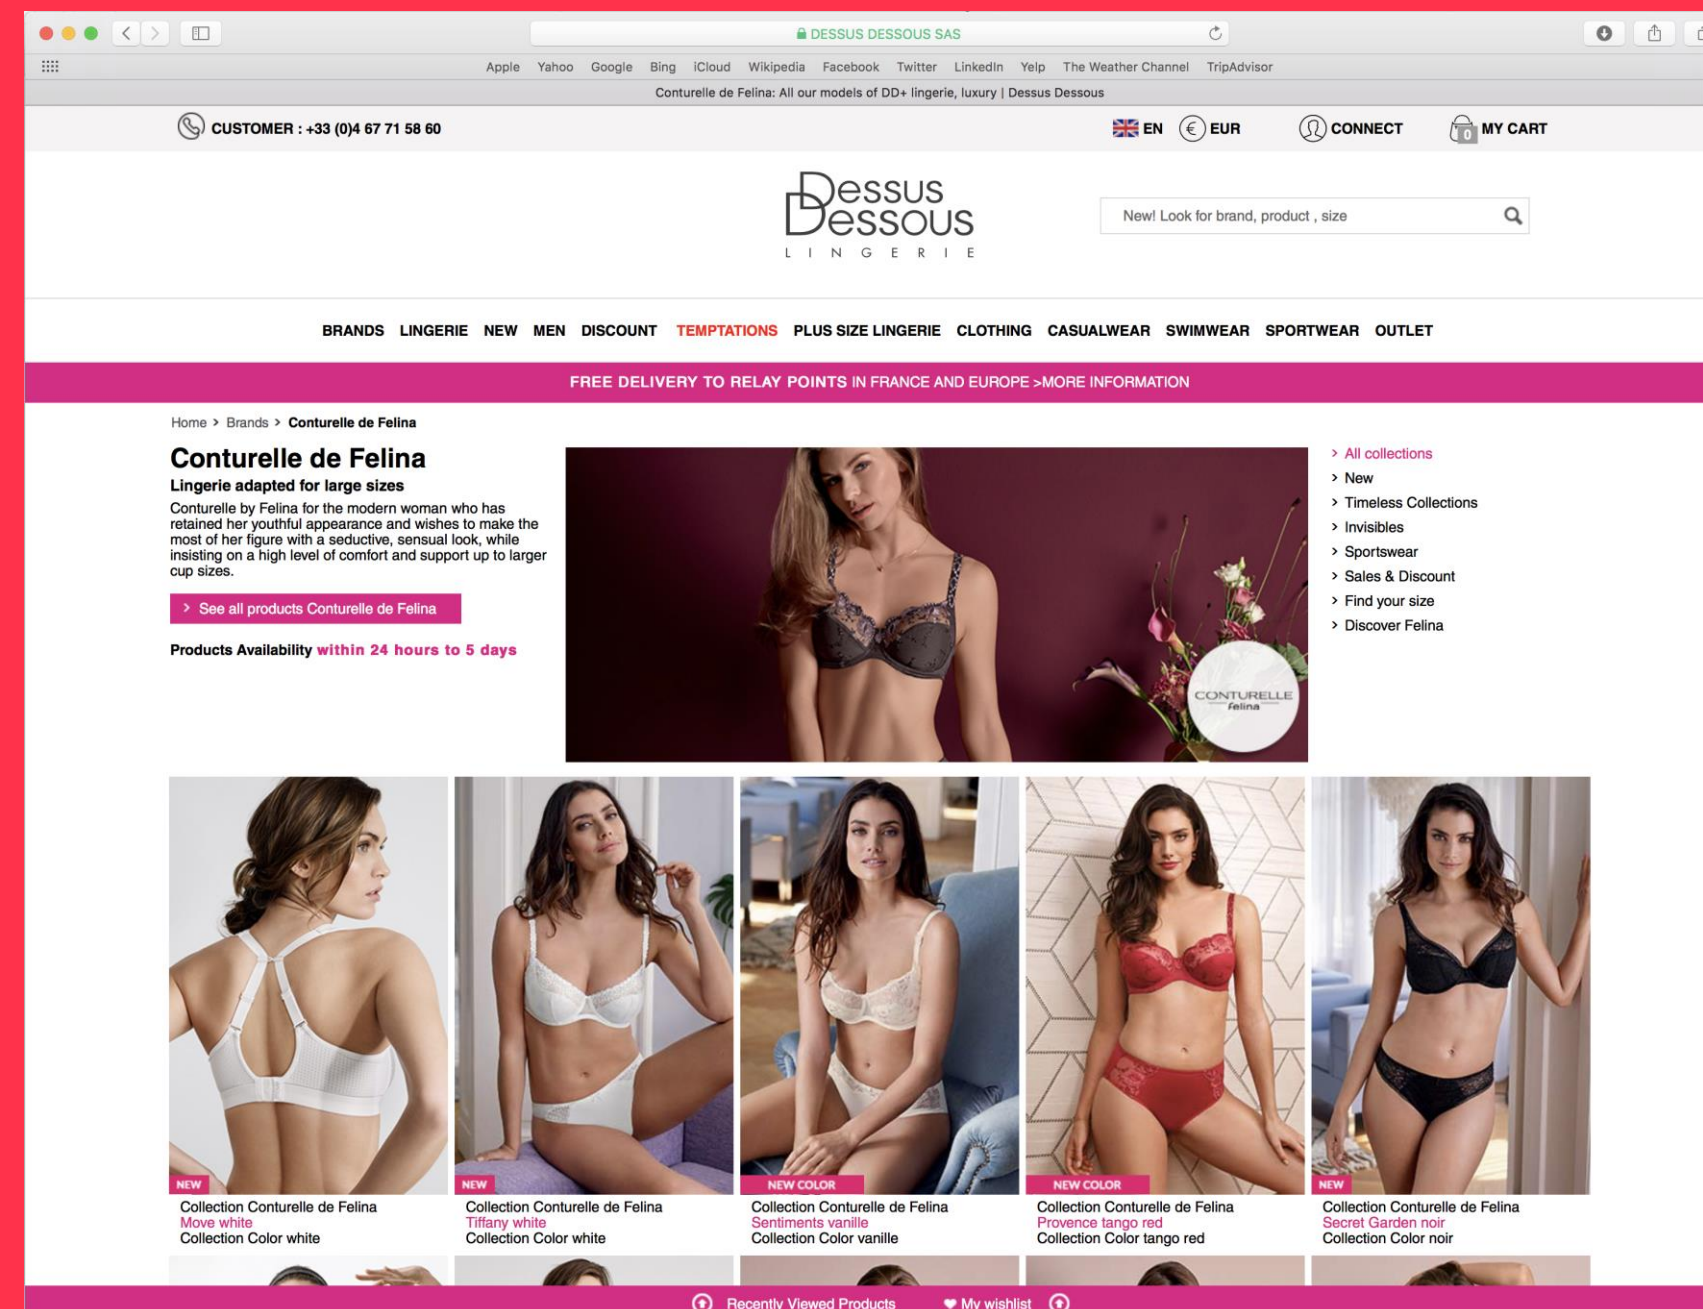 DESSUS DESSOUS SAS
Apple Yahoo Google Bing iCloud Wikipedia Facebook Twitter LinkedIn Yelp The Weather Channel TripAdvisor
Conturelle de Felina: All our models of DD+ lingerie, luxury | Dessus Dessous
CUSTOMER : +33 (0)4 67 71 58 60
EN € EUR CONNECT 0 MY CART
Dessus
Dessous
LINGERIE
New! Look for brand, product , size
BRANDS LINGERIE NEW MEN DISCOUNT TEMPTATIONS PLUS SIZE LINGERIE CLOTHING CASUALWEAR SWIMWEAR SPORTWEAR OUTLET
FREE DELIVERY TO RELAY POINTS IN FRANCE AND EUROPE >MORE INFORMATION
Home > Brands > Conturelle de Felina
Conturelle de Felina
Lingerie adapted for large sizes
Conturelle by Felina for the modern woman who has
retained her youthful appearance and wishes to make the
most of her figure with a seductive, sensual look, while
insisting on a high level of comfort and support up to larger
cup sizes.
> See all products Conturelle de Felina
Products Availability within 24 hours to 5 days
CONTURELLE
felina
> All collections
> New
> Timeless Collections
> Invisibles
> Sportswear
> Sales & Discount
> Find your size
> Discover Felina
NEW
Collection Conturelle de Felina
Move white
Collection Color white
NEW
Collection Conturelle de Felina
Tiffany white
Collection Color white
NEW COLOR
Collection Conturelle de Felina
Sentiments vanille
Collection Color vanille
NEW COLOR
Collection Conturelle de Felina
Provence tango red
Collection Color tango red
NEW
Collection Conturelle de Felina
Secret Garden noir
Collection Color noir
Recently Viewed Products My wishlist